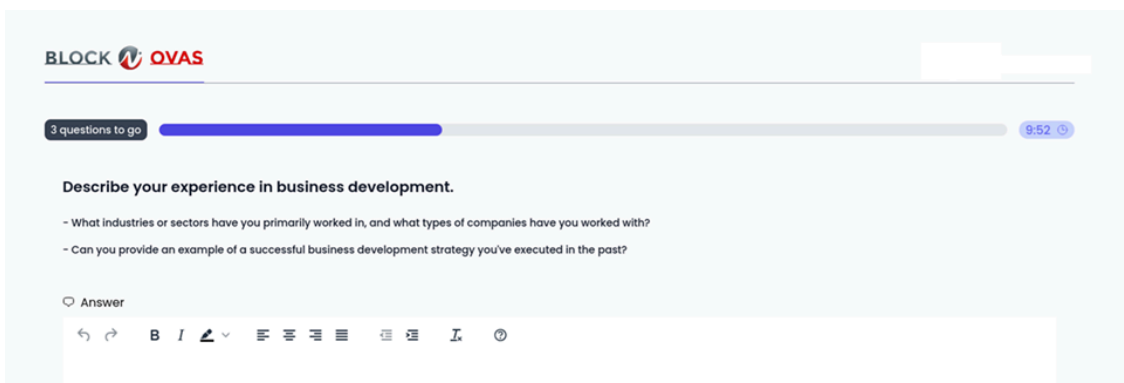 BLOCK N OVAS
3 questions to go
9:52
Describe your experience in business development.
- What industries or sectors have you primarily worked in, and what types of companies have you worked with?
- Can you provide an example of a successful business development strategy you've executed in the past?
Answer
B I